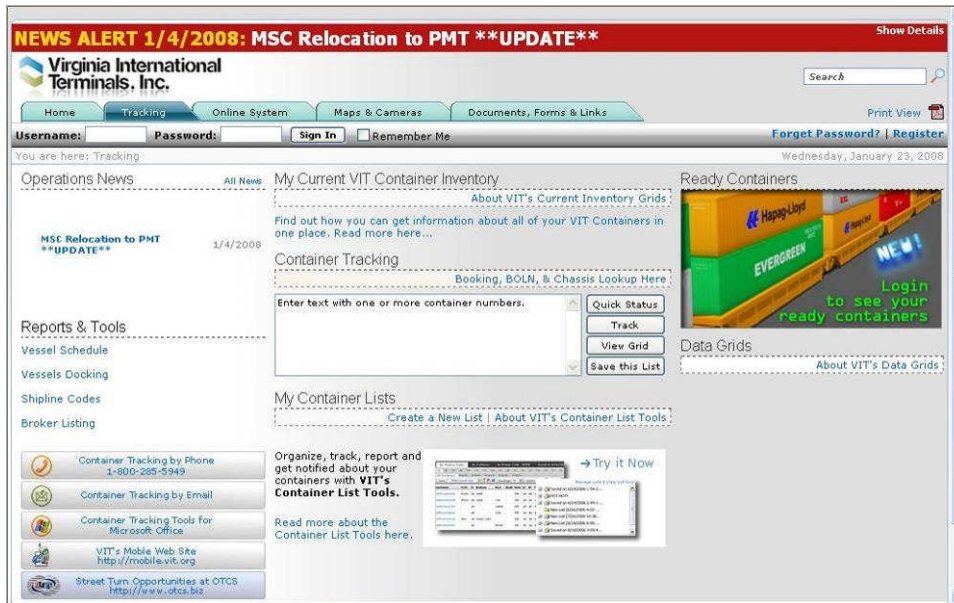 NEWS ALERT 1/4/2008: MSC Relocation to PMT **UPDATE**
Show Details
Virginia International
Terminals, Inc.
Search
Home
Tracking
Online System
Maps & Cameras
Documents, Forms & Links
Print View
Username:
Password:
Sign In
Remember Me
Forget Password? | Register
You are here: Tracking
Wednesday, January 23, 2008
Operations News
All News
MSC Relocation to PMT
**UPDATE**
1/4/2008
Reports & Tools
Vessel Schedule
Vessels Docking
Shipline Codes
Broker Listing
Container Tracking by Phone
1-800-285-5949
Container Tracking by Email
Container Tracking Tools for
Microsoft Office
VIT's Moble Web Site
http://mobile.vit.org
Street Turn Opportunities at OTCS
http://www.otcs.biz
My Current VIT Container Inventory
About VIT's Current Inventory Grids
Find out how you can get information about all of your VIT Containers in
one place. Read more here...
Container Tracking
Booking, BOLN, & Chassis Lookup Here
Enter text with one or more container numbers.
Quick Status
Track
View Grid
Save this List
My Container Lists
Create a New List | About VIT's Container List Tools
Organize, track, report and
get notified about your
containers with VIT's
Container List Tools.
Read more about the
Container List Tools here.
→Try it Now
Ready Containers
Hapag-Lloyd
Hapag-Lloyd
EVERGREEN
NEW!
Login
to see your
ready containers
Data Grids
About VIT's Data Grids